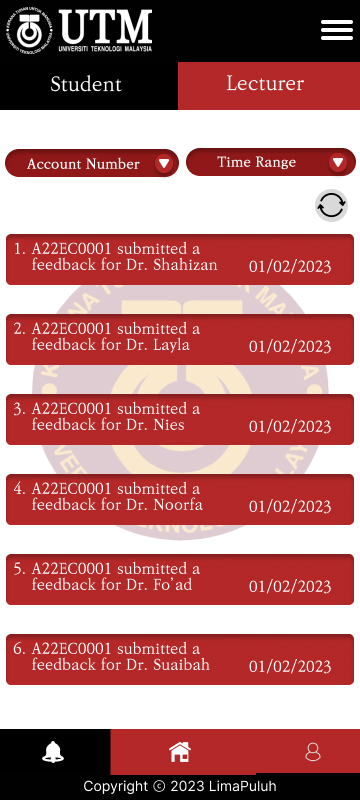 UTM
UNIVERSITI TEKNOLOGI MALAYSIA
Student
Lecturer
Account Number
Time Range
1. A22EC0001 submitted a
feedback for Dr. Shahizan
01/02/2023
2. A22EC0001 submitted a
feedback for Dr. Layla
01/02/2023
3. A22EC0001 submitted a
feedback for Dr. Nies
01/02/2023
4. A22EC0001 submitted a
feedback for Dr. Noorfa
01/02/2023
5. A22EC0001 submitted a
feedback for Dr. Fo'ad
01/02/2023
6. A22EC0001 submitted a
feedback for Dr. Suaibah
01/02/2023
Copyright © 2023 LimaPuluh